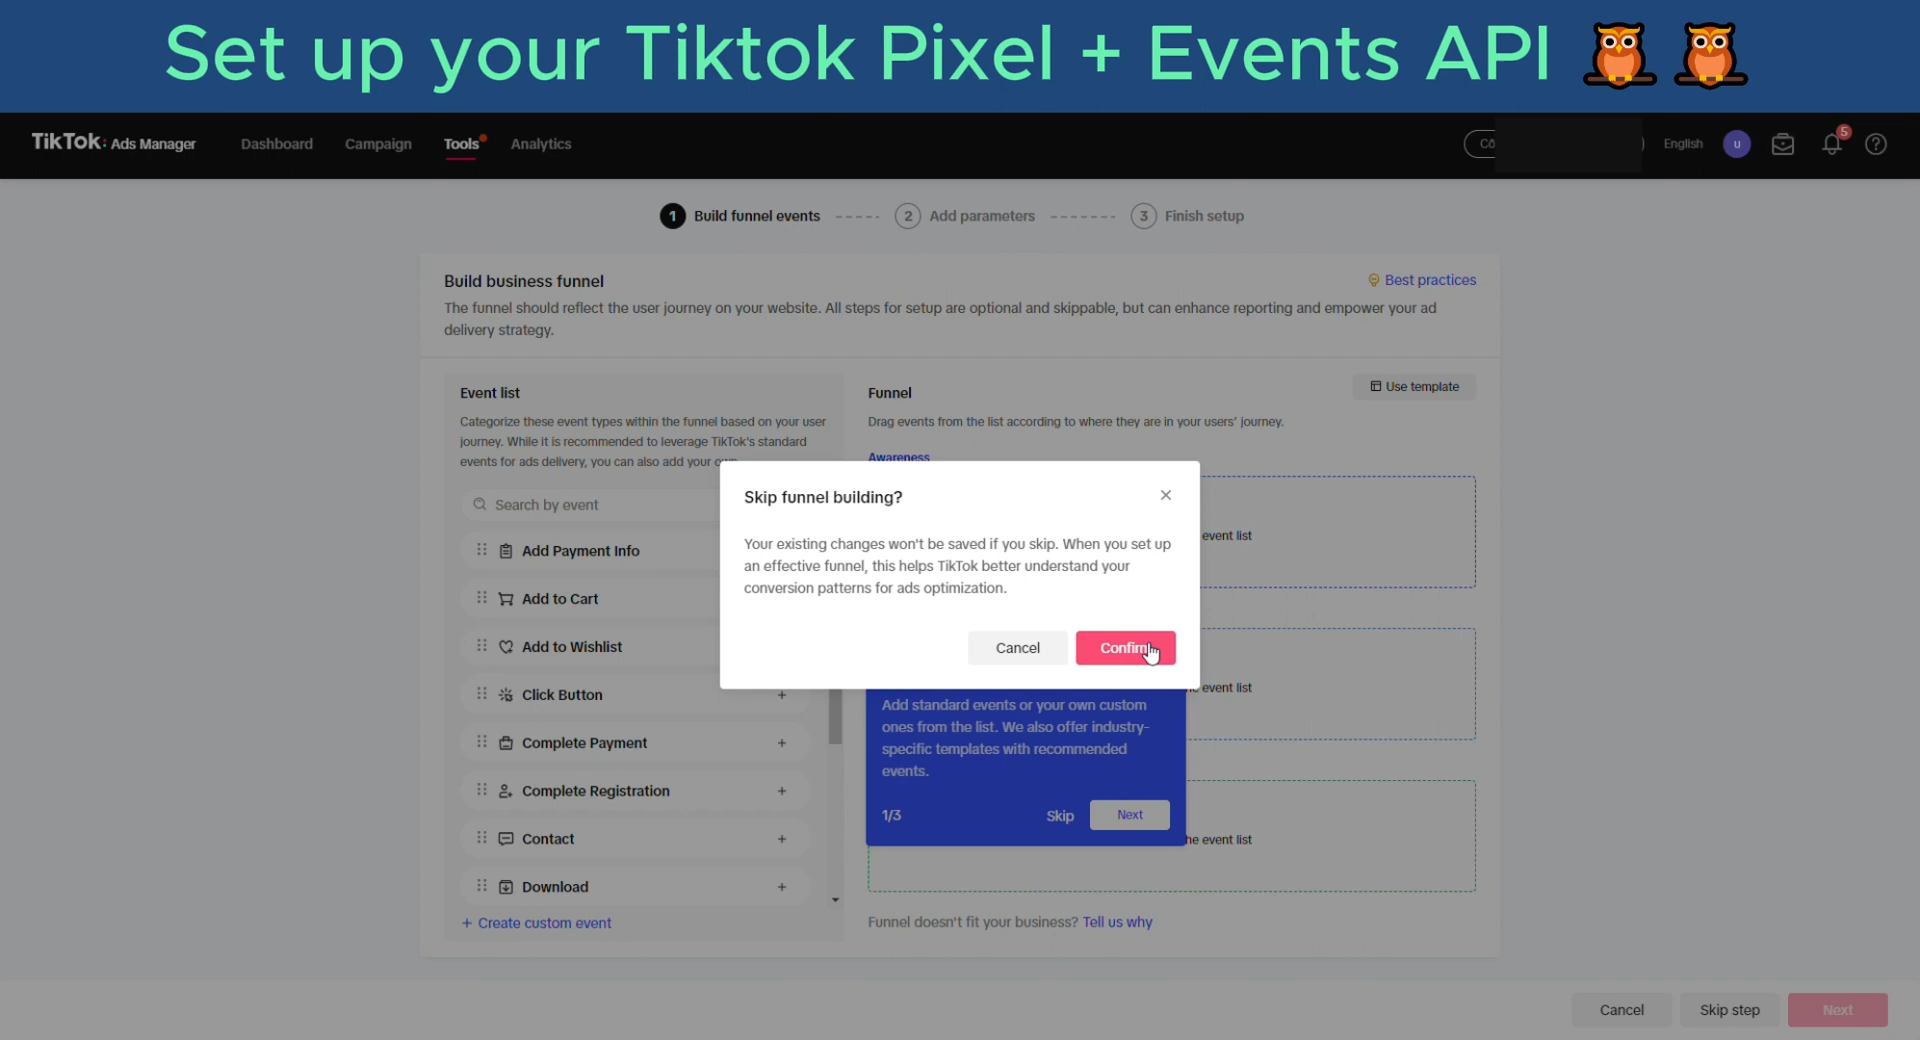 Set up your Tiktok Pixel + Events API
TikTok: Ads Manager
Dashboard
Campaign
Tools
Analytics
English
U
5
?
1 Build funnel events
2 Add parameters
3 Finish setup
Build business funnel
Best practices
The funnel should reflect the user journey on your website. All steps for setup are optional and skippable, but can enhance reporting and empower your ad
delivery strategy.
Event list
Categorize these event types within the funnel based on your user
journey. While it is recommended to leverage TikTok's standard
events for ads delivery, you can also add your
Search by event
Add Payment Info
Add to Cart
Add to Wishlist
Click Button +
Complete Payment +
Complete Registration +
Contact +
Download +
+ Create custom event
Funnel
Use template
Drag events from the list according to where they are in your users' journey.
Awareness
event list
Skip funnel building?
Your existing changes won't be saved if you skip. When you set up
an effective funnel, this helps TikTok better understand your
conversion patterns for ads optimization.
Cancel
Confirm
event list
Add standard events or your own custom
ones from the list. We also offer industry-
specific templates with recommended
events.
1/3
Skip
Next
he event list
Funnel doesn't fit your business? Tell us why
Cancel
Skip step
Next